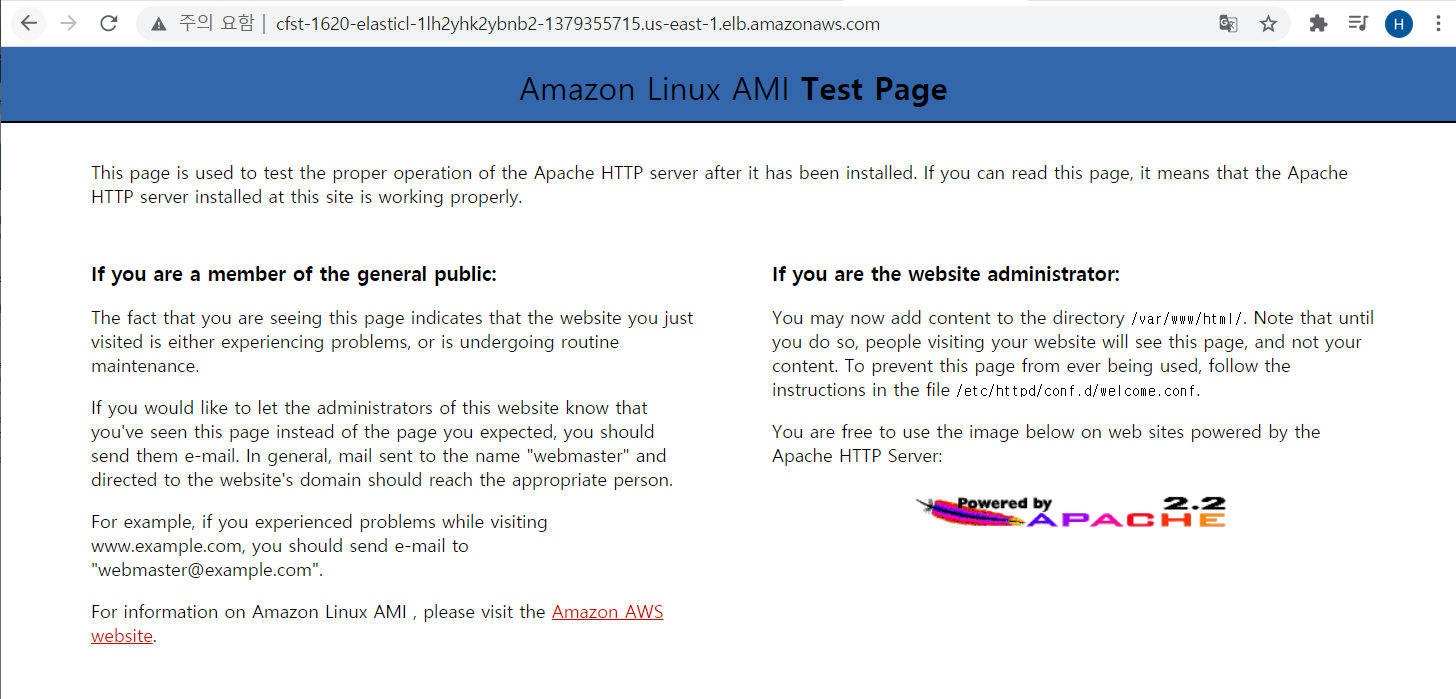 주의 요함 | cfst-1620-elasticl-1lh2yhk2ybnb2-1379355715.us-east-1.elb.amazonaws.com
H
Amazon Linux AMI Test Page
This page is used to test the proper operation of the Apache HTTP server after it has been installed. If you can read this page, it means that the Apache
HTTP server installed at this site is working properly.
If you are a member of the general public:
The fact that you are seeing this page indicates that the website you just
visited is either experiencing problems, or is undergoing routine
maintenance.
If you would like to let the administrators of this website know that
you've seen this page instead of the page you expected, you should
send them e-mail. In general, mail sent to the name "webmaster" and
directed to the website's domain should reach the appropriate person.
For example, if you experienced problems while visiting
www.example.com, you should send e-mail to
"webmaster@example.com".
For information on Amazon Linux AMI , please visit the Amazon AWS
website.
If you are the website administrator:
You may now add content to the directory /var/www/html/. Note that until
you do so, people visiting your website will see this page, and not your
content. To prevent this page from ever being used, follow the
instructions in the file /etc/httpd/conf.d/welcome.conf.
You are free to use the image below on web sites powered by the
Apache HTTP Server:
Powered by 2.2
APACHE